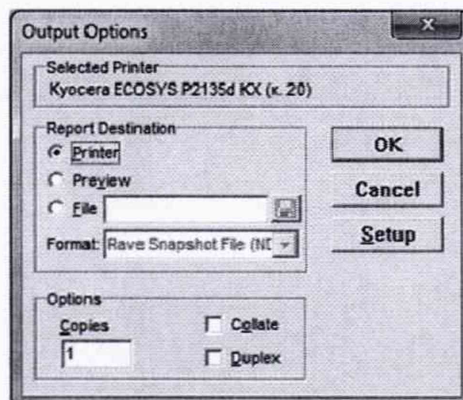 Output Options
x
Selected Printer
Kyocera ECOSYS P2135d KX (к. 20)
Report Destination
Printer
Preview
File
Format: Rave Snapshot File (ND
OK
Cancel
Setup
Options
Copies
1
Collate
Duplex